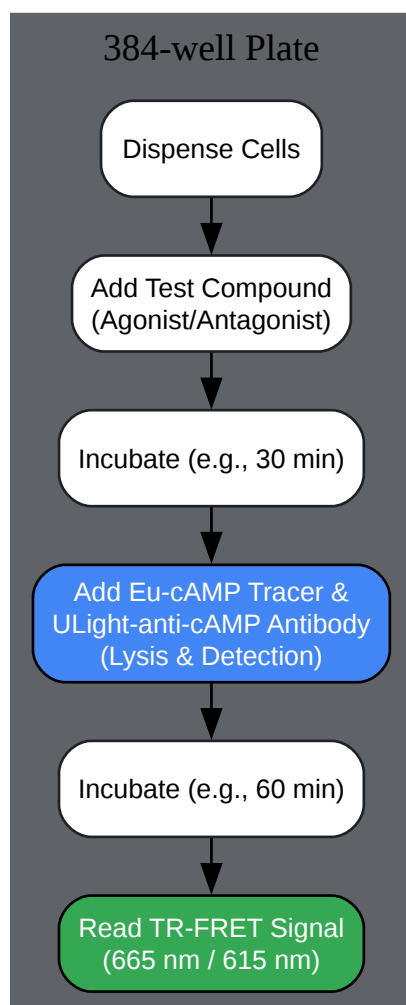 384-well Plate
Dispense Cells
Add Test Compound
(Agonist/Antagonist)
Incubate (e.g., 30 min)
Add Eu-cAMP Tracer &
ULight-anti-cAMP Antibody
(Lysis & Detection)
Incubate (e.g., 60 min)
Read TR-FRET Signal
(665 nm / 615 nm)